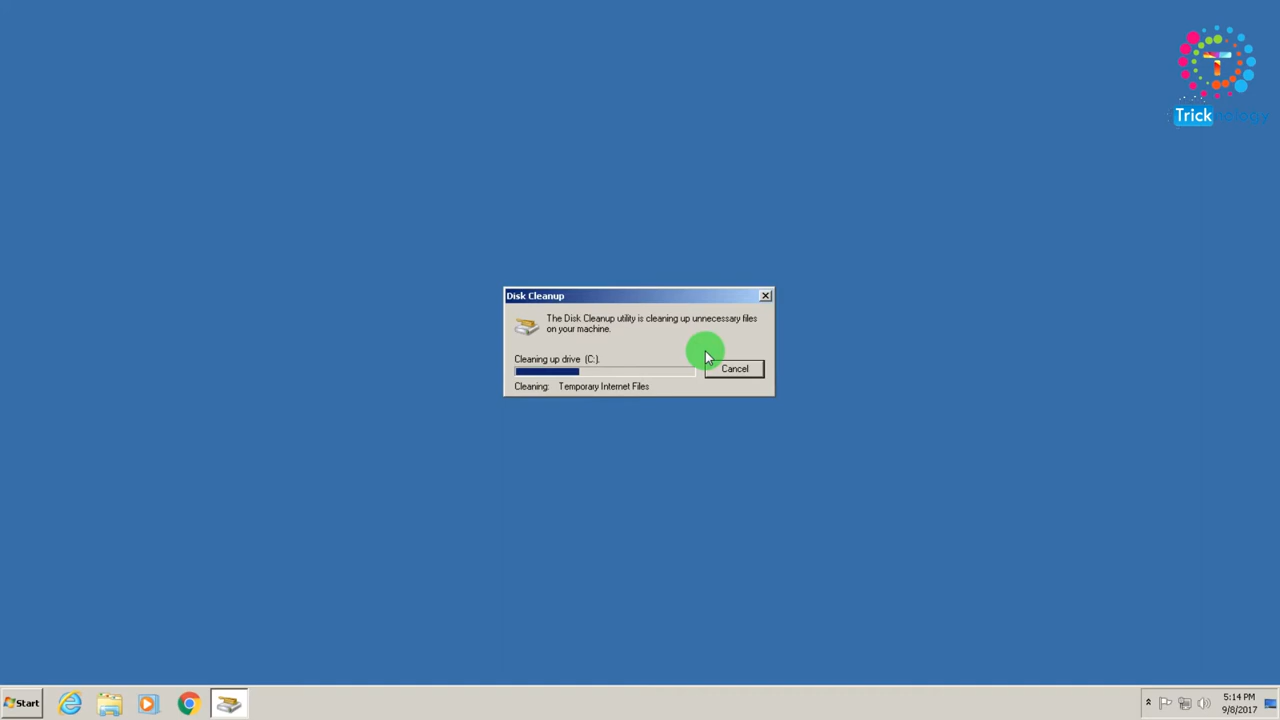 T
Tricknology
Disk Cleanup
The Disk Cleanup utility is cleaning up unnecessary files
on your machine.
Cleaning up drive (C:).
Cancel
Cleaning: Temporary Internet Files
Start
5:14 PM
9/8/2017